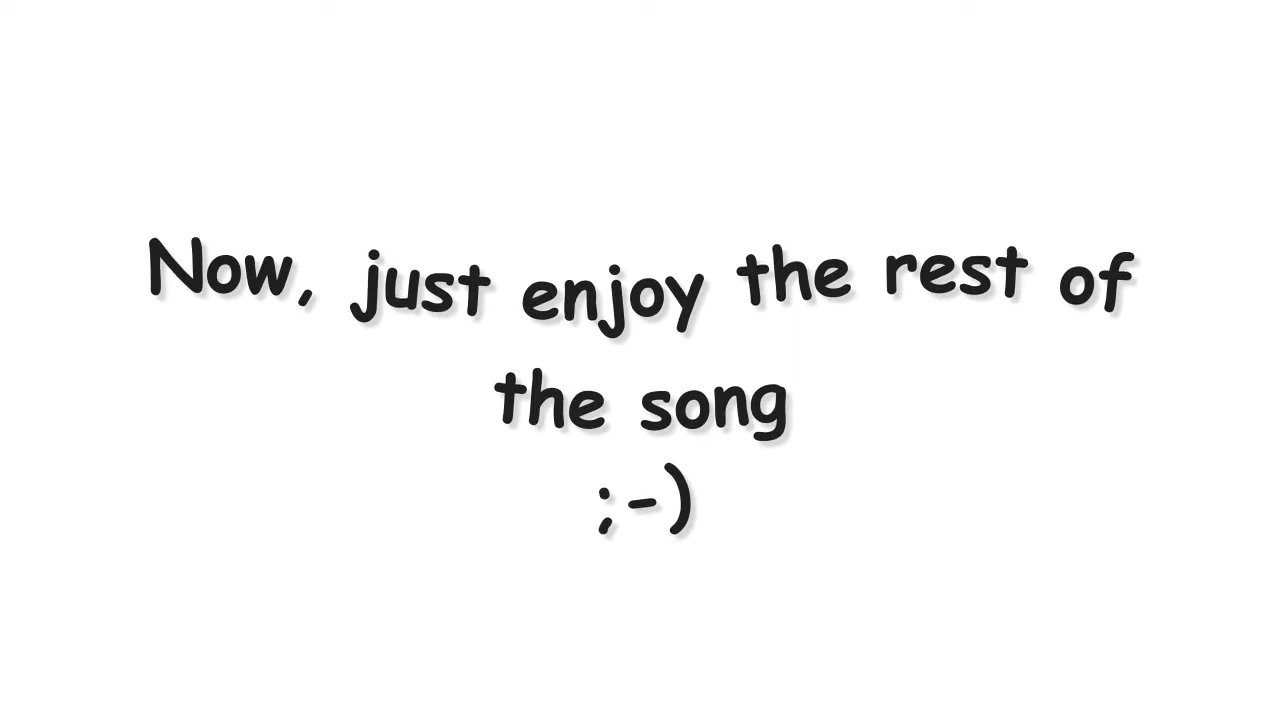 Now, just enjoy the rest of
the song
;-)